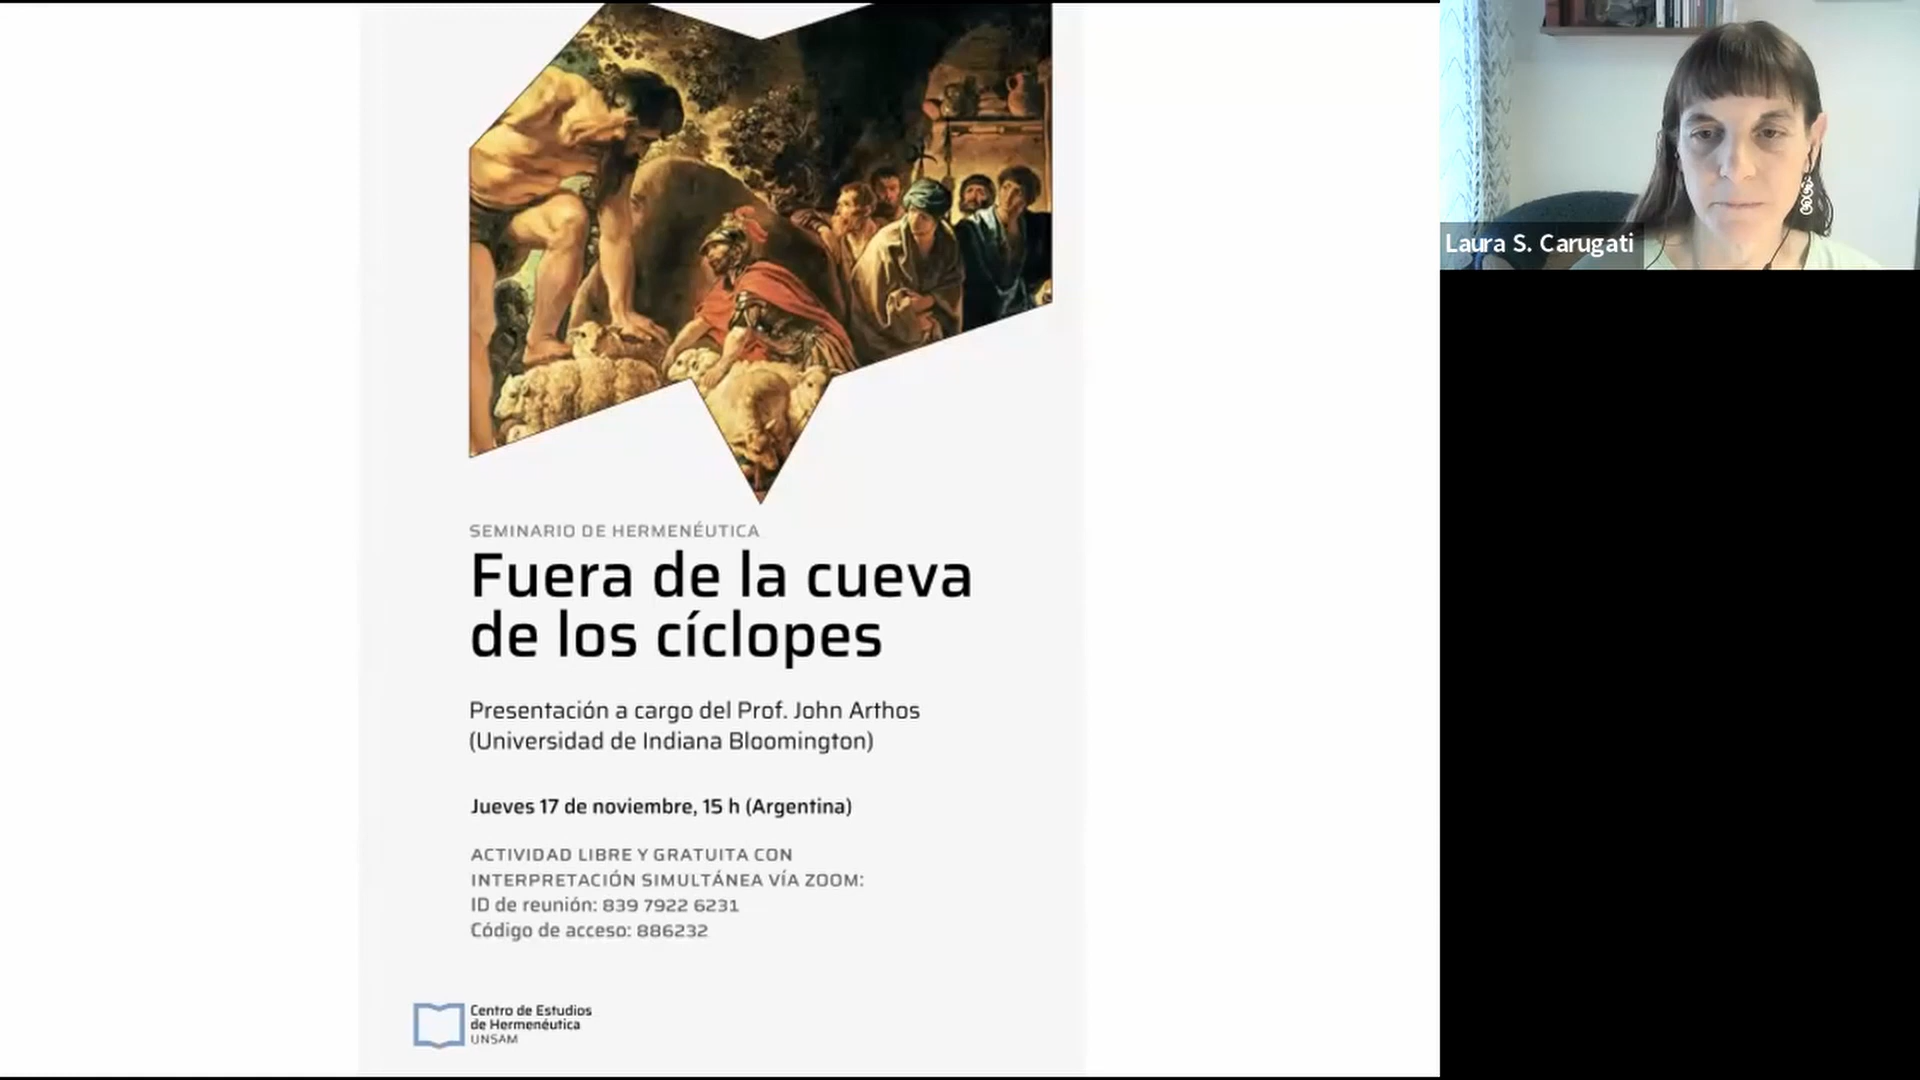 SEMINARIO DE HERMENÉUTICA
Fuera de la cueva
de los cíclopes
Presentación a cargo del Prof. John Arthos
(Universidad de Indiana Bloomington)
Jueves 17 de noviembre, 15 h (Argentina)
ACTIVIDAD LIBRE Y GRATUITA CON
INTERPRETACIÓN SIMULTÁNEA VÍA ZOOM:
ID de reunión: 839 7922 6231
Código de acceso: 886232
Centro de Estudios
de Hermenéutica
UNSAM
Laura S. Carugati